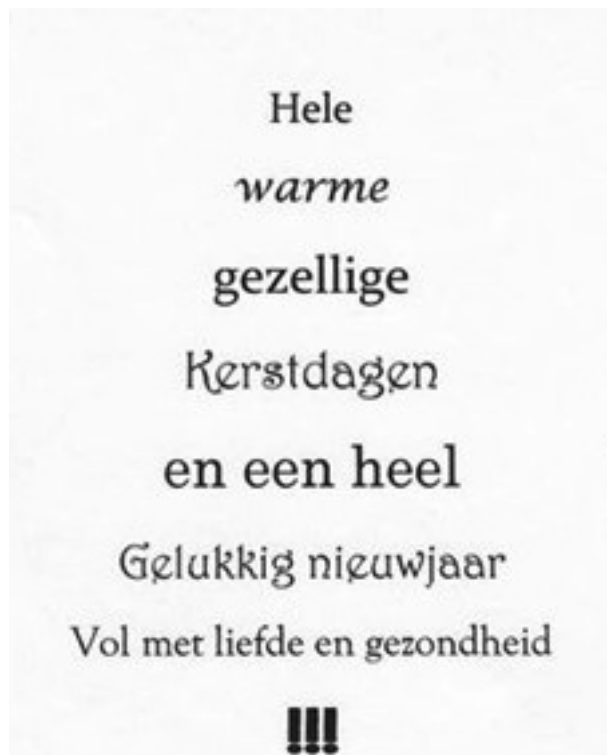 Hele
warme
gezellige
Kerstdagen
en een heel
Gelukkig nieuwjaar
Vol met liefde en gezondheid
!!!